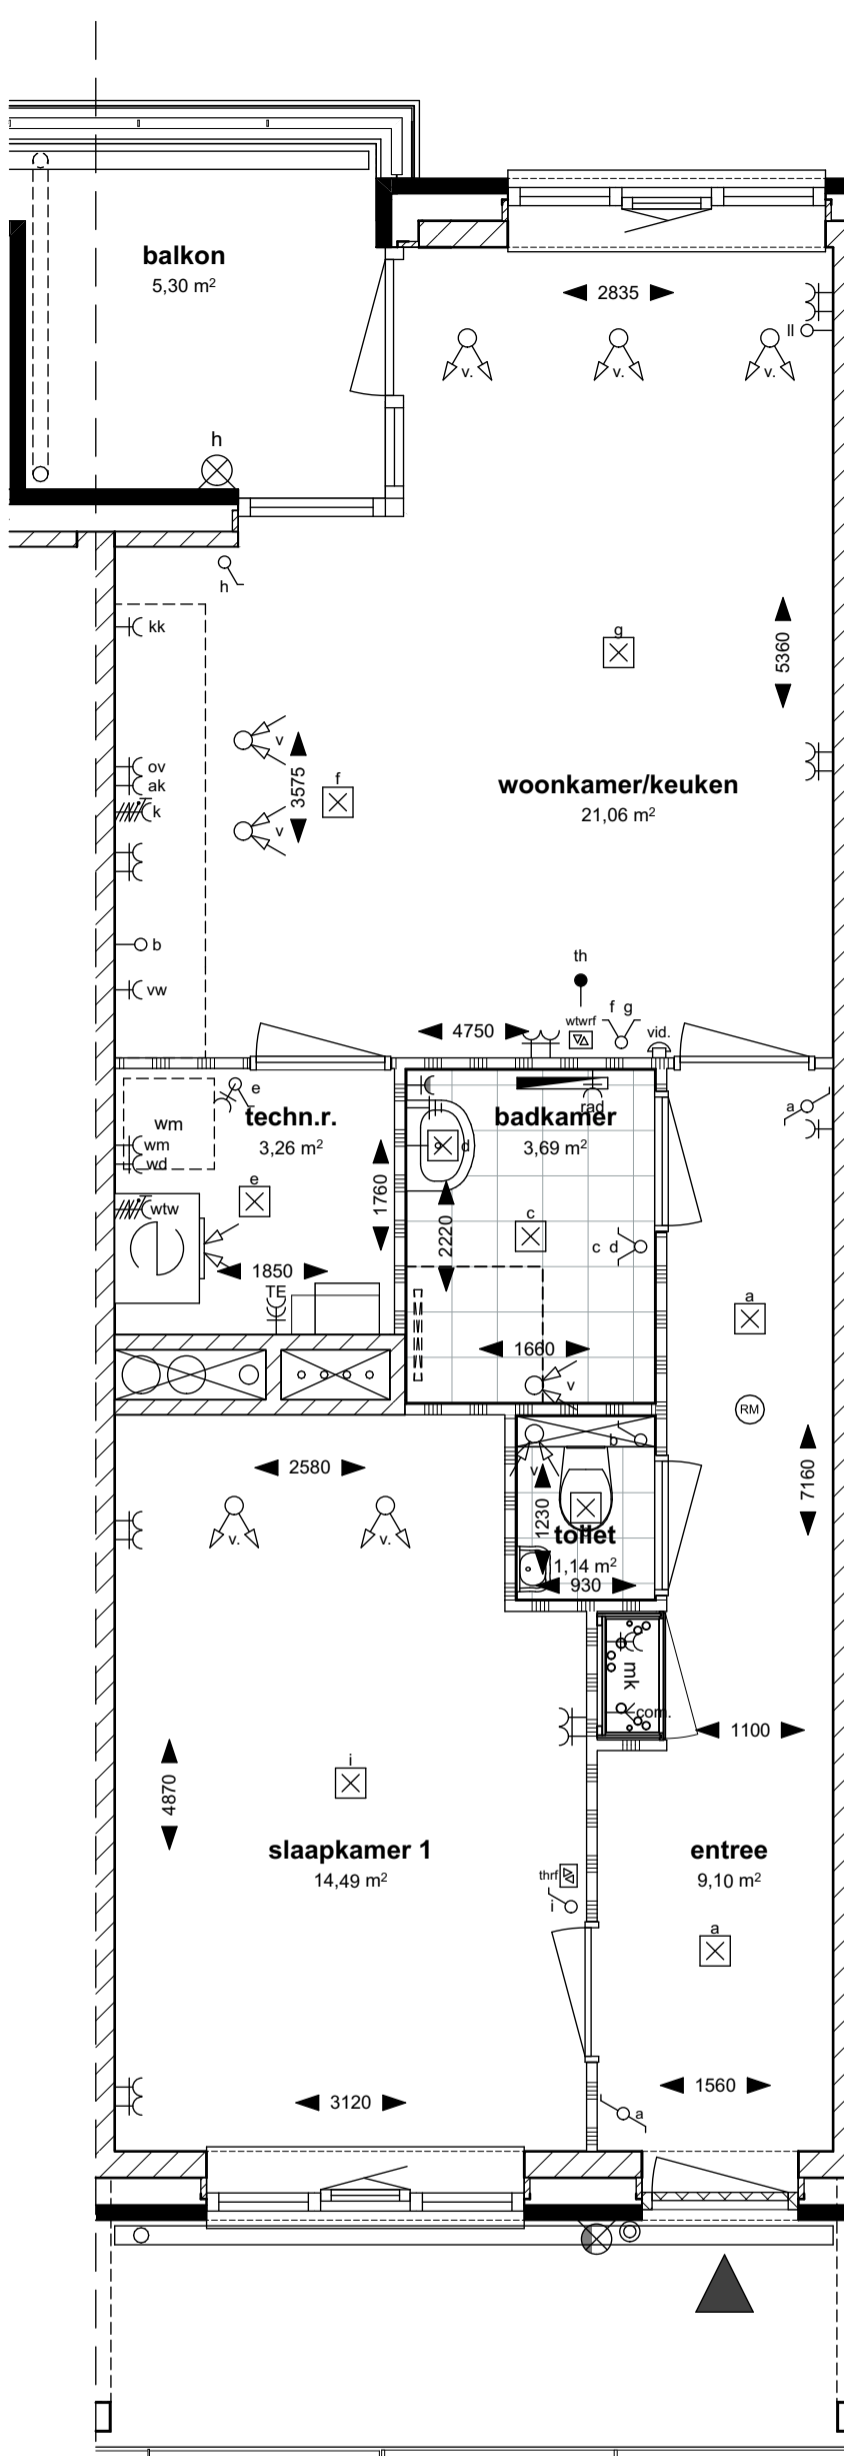 balkon
5,30 m²
2835
v.
v.
v.
ll
h
h
kk
g
5360
ov
ak
k
v
3575
v
f
woonkamer/keuken
21,06 m²
b
vw
th
f g
wtwrf
4750
vid.
e
wm
techn.r.
3,26 m²
wm
wd
rad
badkamer
3,69 m²
d
a
e
1760
wtw
1850
TE
2220
c
c d
1660
v
a
RM
b
v
2580
v.
v.
1230
toilet
1,14 m²
930
7160
mk
com.
1100
i
4870
slaapkamer 1
14,49 m²
thrf
i
entree
9,10 m²
a
1560
3120
a